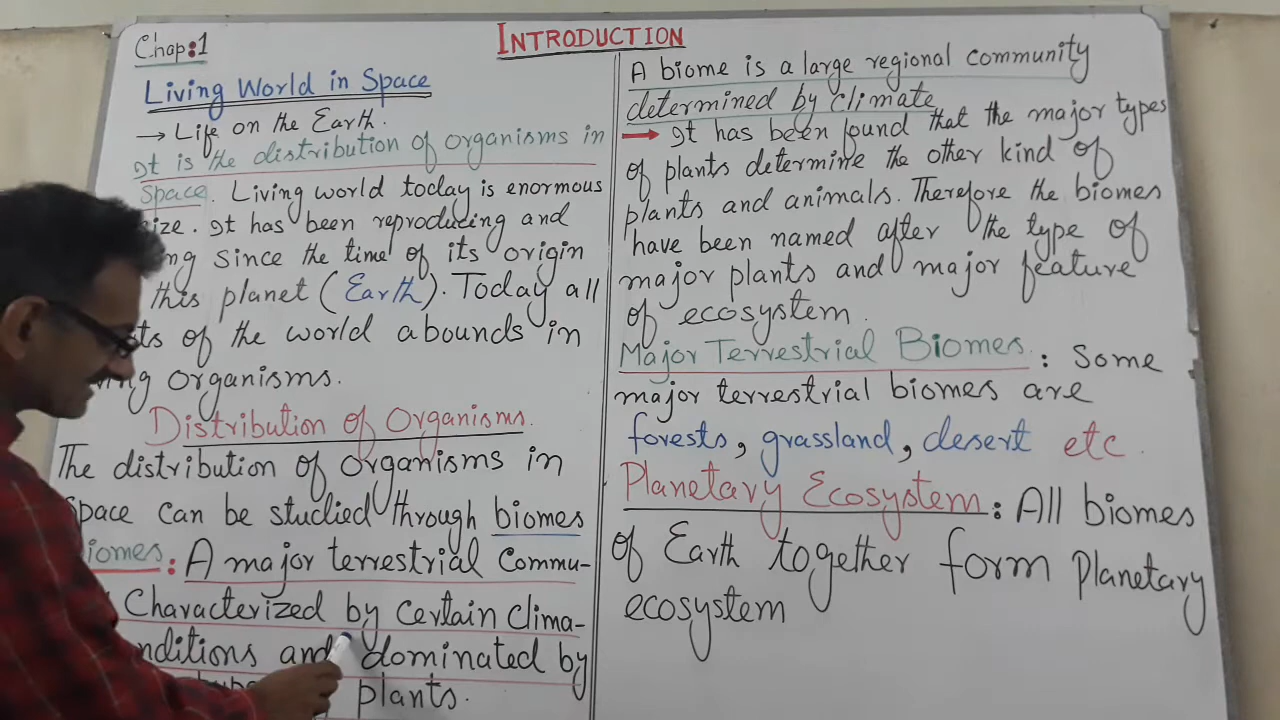 Chap:1
INTRODUCTION
Living World in Space
→ Life on the Earth.
It is the distribution of organisms in
Space. Living world today is enormous
size. It has been reproducing and
ng since the time of its origin
this planet (Earth). Today all
ts of the world abounds in
ng organisms.
Distribution of Organisms.
The distribution of organisms in
Space can be studied through biomes
iomes: A major terrestrial Commu-
Characterized by Certain Clima-
nditions and dominated by
plants.
A biome is a large regional community
determined by climate
→ It has been found that the major types
of plants determine the other kind of
plants and animals. Therefore the biomes
have been named after the type of
major plants and major feature
of ecosystem.
Major Terrestrial Biomes: Some
major terrestrial biomes are
forests, grassland, desert etc.
Planetary Ecosystem: All biomes
of Earth together form Planetary
ecosystem